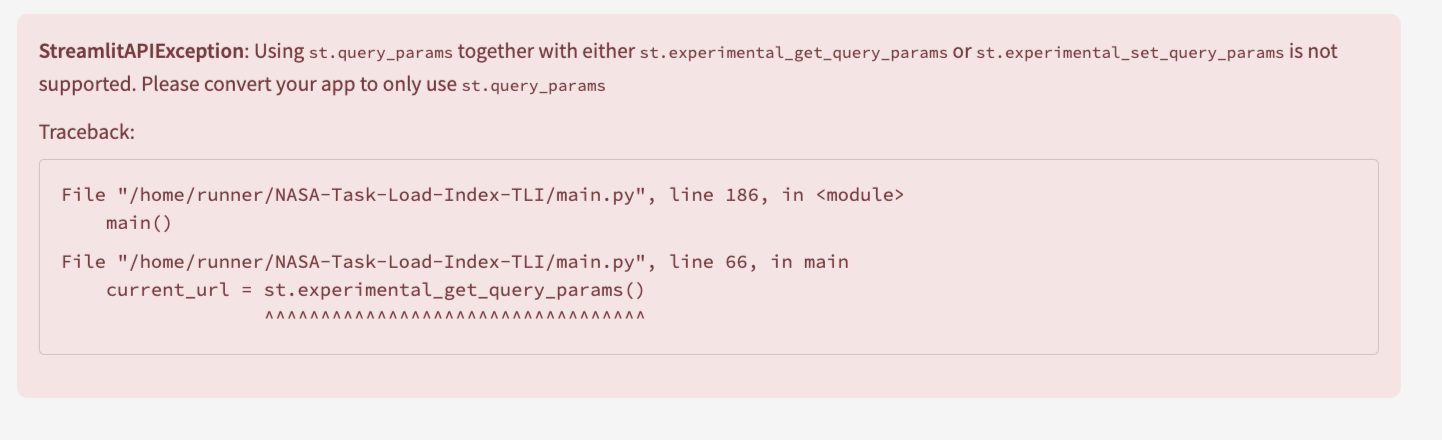 StreamlitAPIException: Using st.query_params together with either st.experimental_get_query_params or st.experimental_set_query_params is not
supported. Please convert your app to only use st.query_params
Traceback:
File "/home/runner/NASA-Task-Load-Index-TLI/main.py", line 186, in <module>
    main()
File "/home/runner/NASA-Task-Load-Index-TLI/main.py", line 66, in main
    current_url = st.experimental_get_query_params()
                  ^^^^^^^^^^^^^^^^^^^^^^^^^^^^^^^^^^